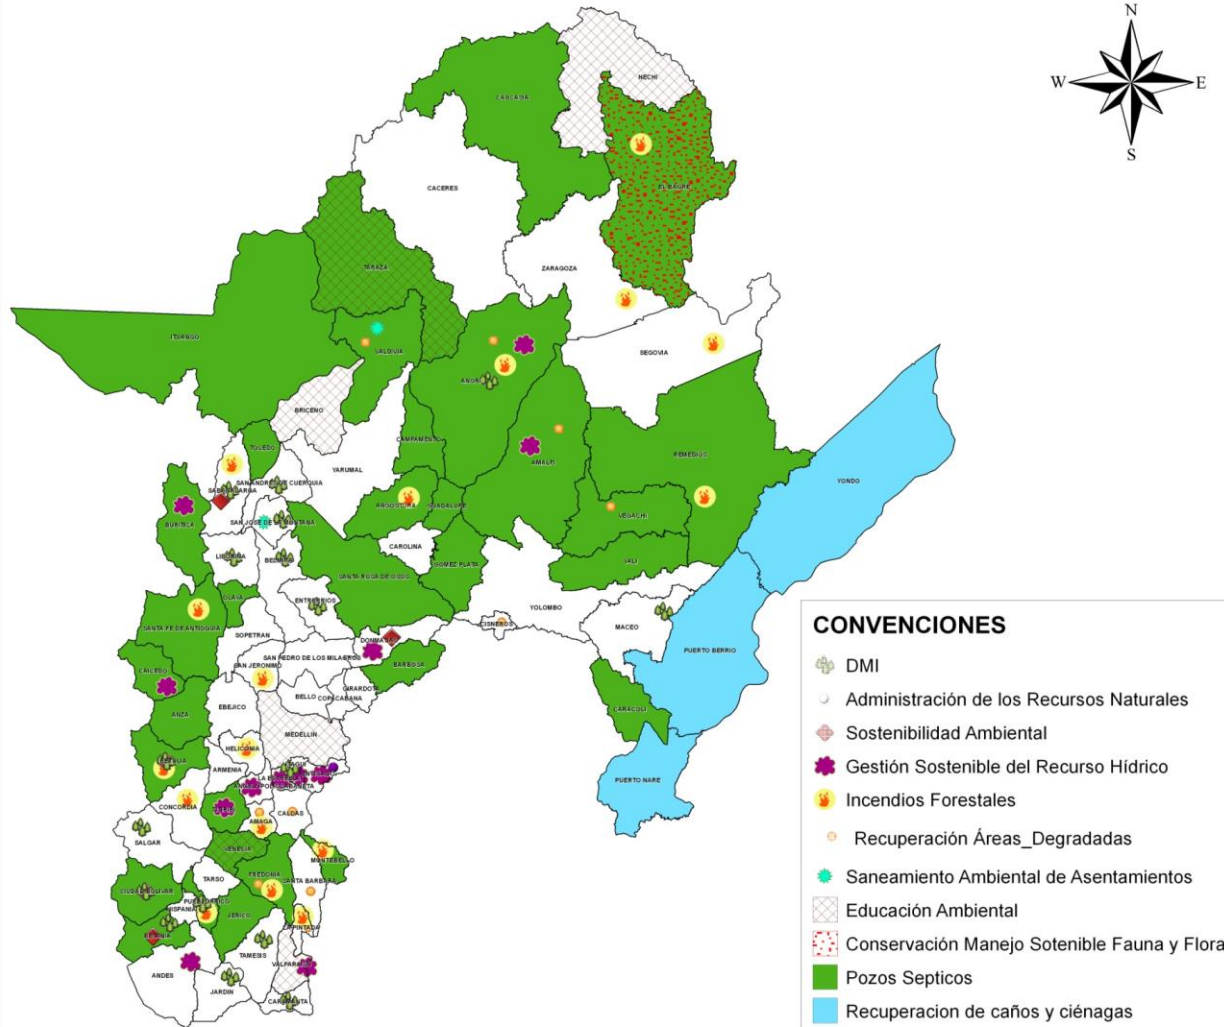 N
W
E
S
NECHI
CAUCASIA
EL BAGRE
CACERES
TARAZA
ZARAGOZA
ITUANGO
VALDIVIA
SEGOVIA
BRICEÑO
TOLEDO
CAMPAMENTO
YARUMAL
AMALFI
REMEDIOS
SAN ANDRES DE CUERQUIA
YONDO
BURITICA
ANGOSTURA
GUADALUPE
VEGACHI
SAN JOSE DE LA MONTAÑA
CAROLINA
YALI
GOMEZ PLATA
SANTA ROSA DE OSOS
OLAYA
ENTRERRIOS
YOLOMBO
CISNEROS
MACEO
SANTA FE DE ANTIOQUIA
SOPETRAN
DONMATIAS
PUERTO BERRIO
SAN PEDRO DE LOS MILAGROS
SAN JERONIMO
BARBOSA
CAICEDO
GIRARDOTA
BELLO
COPACABANA
EBEJICO
CARACOLI
ANZA
MEDELLIN
HELICONIA
ARMENIA
PUERTO NARE
CONCORDIA
CALDAS
AMAGA
SALGAR
VENECIA
MONTEBELLO
TARSO
FREDONIA
SANTA BARBARA
CIUDAD BOLIVAR
HISPANIA
JERICO
LA PINTADA
BETANIA
TAMESIS
VALPARAISO
ANDES
JARDIN
CARAMANTA
CONVENCIONES
DMI
Administración de los Recursos Naturales
Sostenibilidad Ambiental
Gestión Sostenible del Recurso Hídrico
Incendios Forestales
Recuperación Áreas_Degradadas
Saneamiento Ambiental de Asentamientos
Educación Ambiental
Conservación Manejo Sotenible Fauna y Flora
Pozos Septicos
Recuperacion de caños y ciénagas